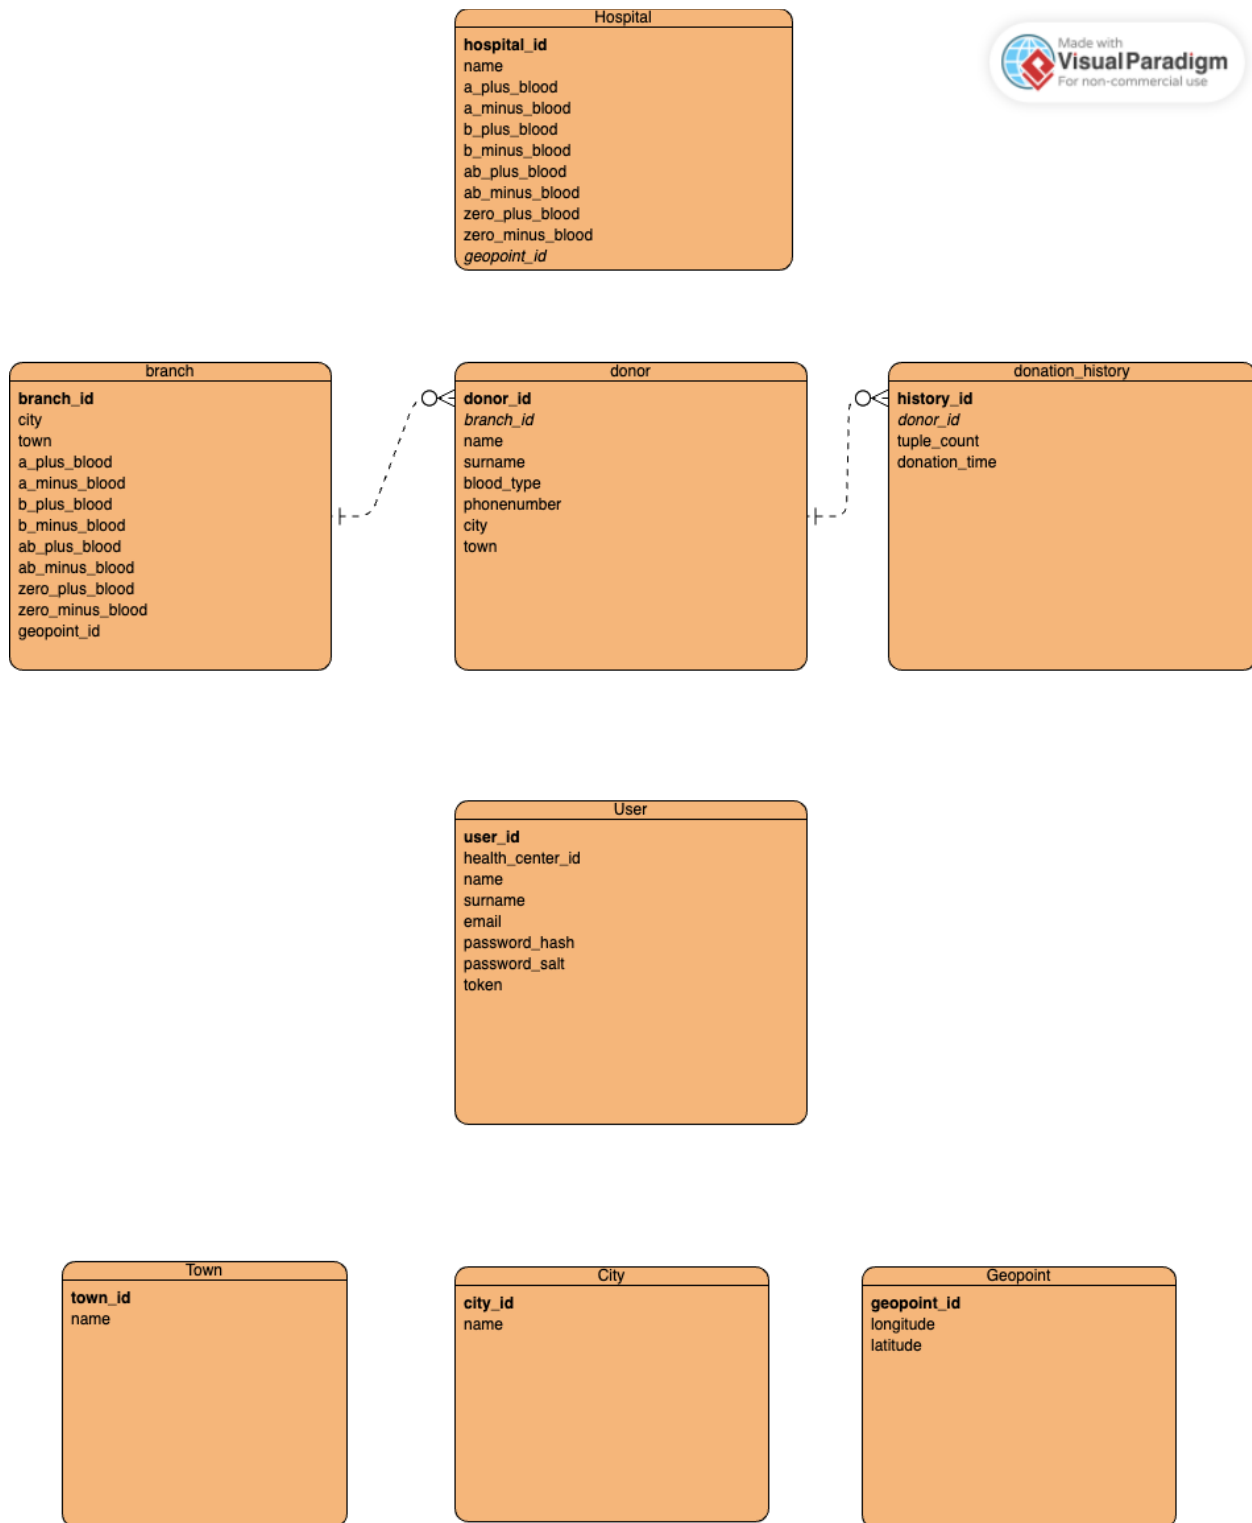 Hospital
hospital_id
name
a_plus_blood
a_minus_blood
b_plus_blood
b_minus_blood
ab_plus_blood
ab_minus_blood
zero_plus_blood
zero_minus_blood
geopoint_id
Made with
Visual Paradigm
For non-commercial use
branch
branch_id
city
town
a_plus_blood
a_minus_blood
b_plus_blood
b_minus_blood
ab_plus_blood
ab_minus_blood
zero_plus_blood
zero_minus_blood
geopoint_id
donor
donor_id
branch_id
name
surname
blood_type
phonenumber
city
town
donation_history
history_id
donor_id
tuple_count
donation_time
User
user_id
health_center_id
name
surname
email
password_hash
password_salt
token
Town
town_id
name
City
city_id
name
Geopoint
geopoint_id
longitude
latitude